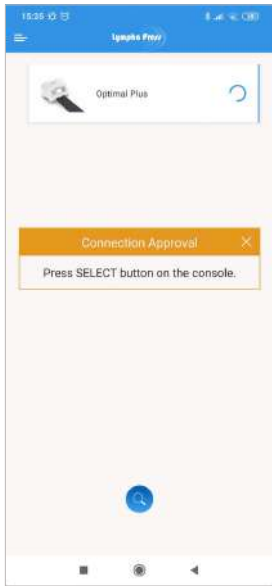 15:35
Lympha Press
Optimal Plus
Connection Approval
Press SELECT button on the console.